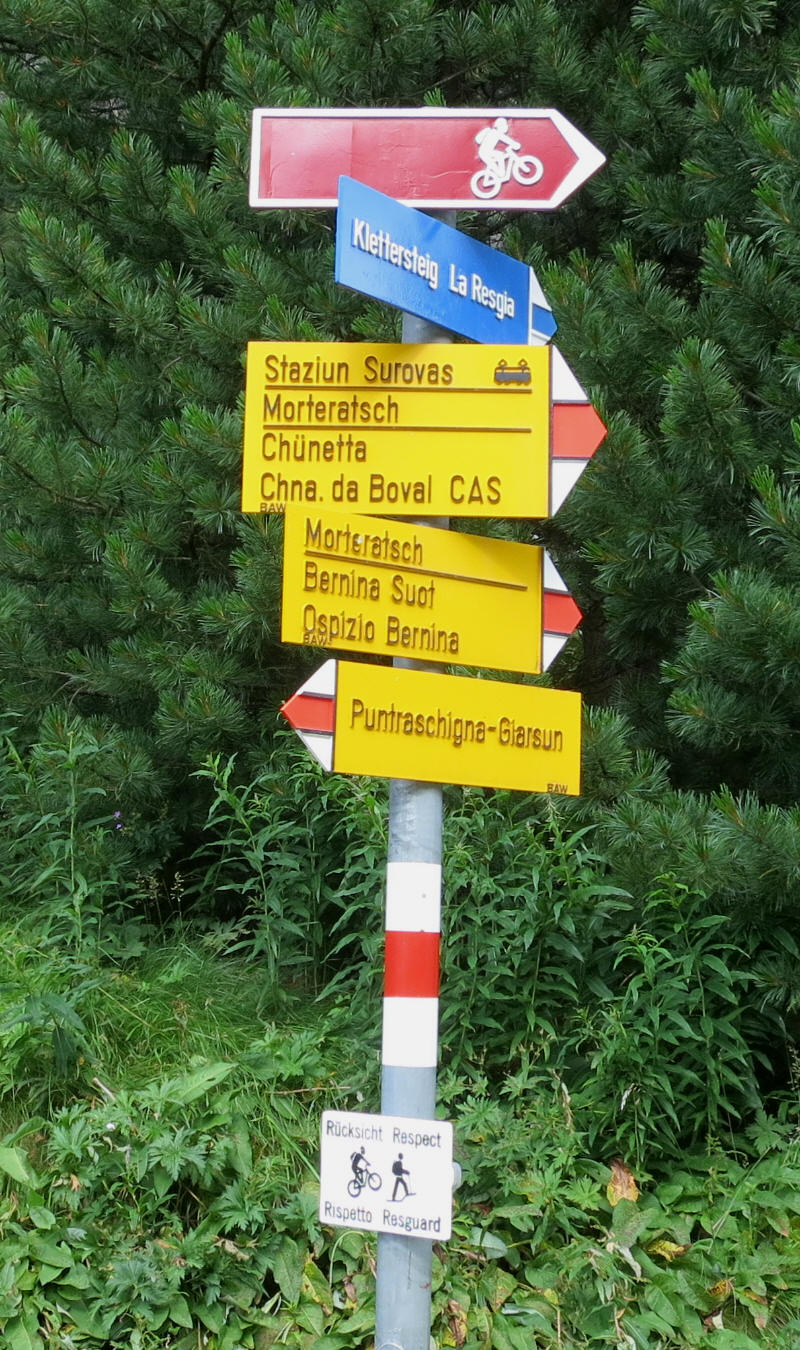 Klettersteig La Resgia
Staziun Surovas
Morteratsch
Chünetta
Chna. da Boval CAS
BAW
Morteratsch
Bernina Suot
Ospizio Bernina
BAW
Puntraschigna-Giarsun
BAW
Rücksicht Respect
Rispetto Resguard